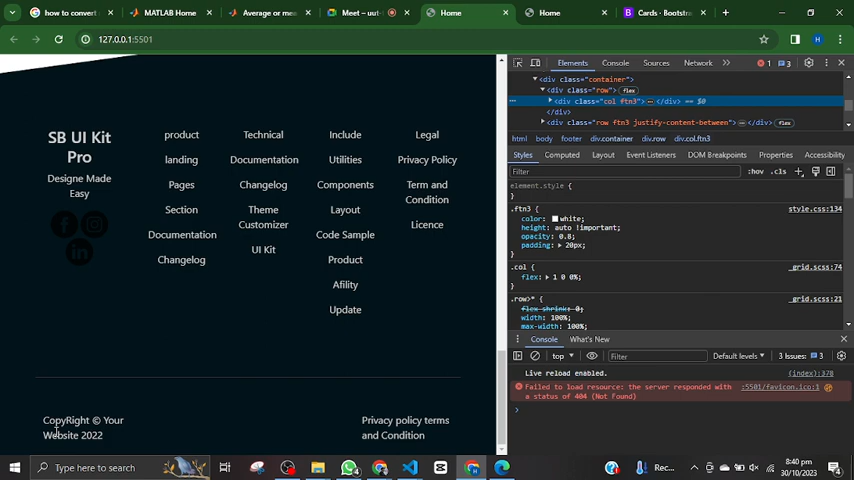 how to convert
MATLAB Home
Average or me
Meet – uut-
Home
Home
Cards · Bootstr
127.0.0.1:5501
SB UI Kit
Pro
Designe Made
Easy
product
landing
Pages
Section
Documentation
Changelog
Technical
Documentation
Changelog
Theme
Customizer
UI Kit
Include
Utilities
Components
Layout
Code Sample
Product
Afility
Update
Legal
Privacy Policy
Term and
Condition
Licence
CopyRight © Your
Website 2022
Privacy policy terms
and Condition
Elements Console Sources Network 1 3
<div class="container">
<div class="row"> flex
<div class="col ftn3"> … </div> == $0
</div>
<div class="row ftn3 justify-content-between"> … </div> flex
html body footer div.container div.row div.col.ftn3
Styles Computed Layout Event Listeners DOM Breakpoints Properties Accessibility
Filter :hov .cls
element.style {
}
.ftn3 { style.css:134
color: white;
height: auto !important;
opacity: 0.8;
padding: 20px;
}
.col { _grid.scss:74
flex: 1 0 0%;
}
.row>* { _grid.scss:21
flex-shrink: 0;
width: 100%;
max-width: 100%;
Console What's New
top Filter Default levels 3 Issues: 3
Live reload enabled. (index):378
Failed to load resource: the server responded with :5501/favicon.ico:1
a status of 404 (Not Found)
Type here to search
Rec...
8:40 pm
30/10/2023
4